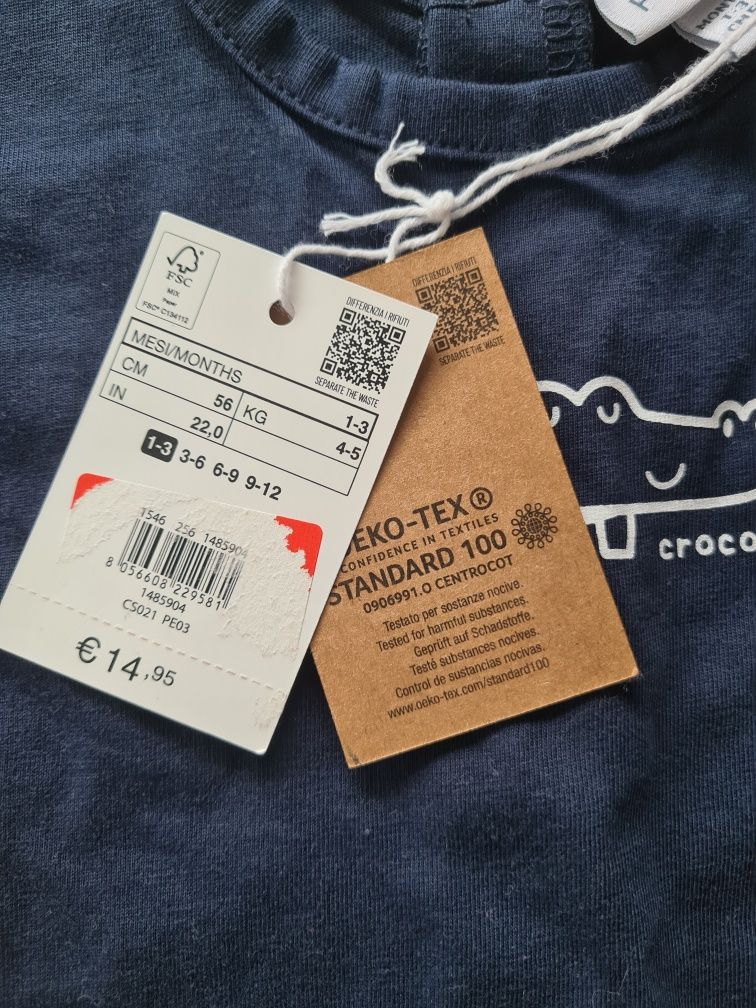 FSC
MIX
Paper
FSC® C134112
DIFFERENZIA I RIFIUTI
SEPARATE THE WASTE
MESI/MONTHS
1-3
CM
56
KG
4-5
IN
22,0
1-3 3-6 6-9 9-12
1546 256 1485904
8 056608 229581
1485904
CS021 PE03
€ 14,95
DIFFERENZIA I RIFIUTI
SEPARATE THE WASTE
OEKO-TEX®
CONFIDENCE IN TEXTILES
STANDARD 100
0906991.O CENTROCOT
Testato per sostanze nocive.
Tested for harmful substances.
Geprüft auf Schadstoffe.
Testé substances nocives.
Control de sustancias nocivas.
www.oeko-tex.com/standard100
croco